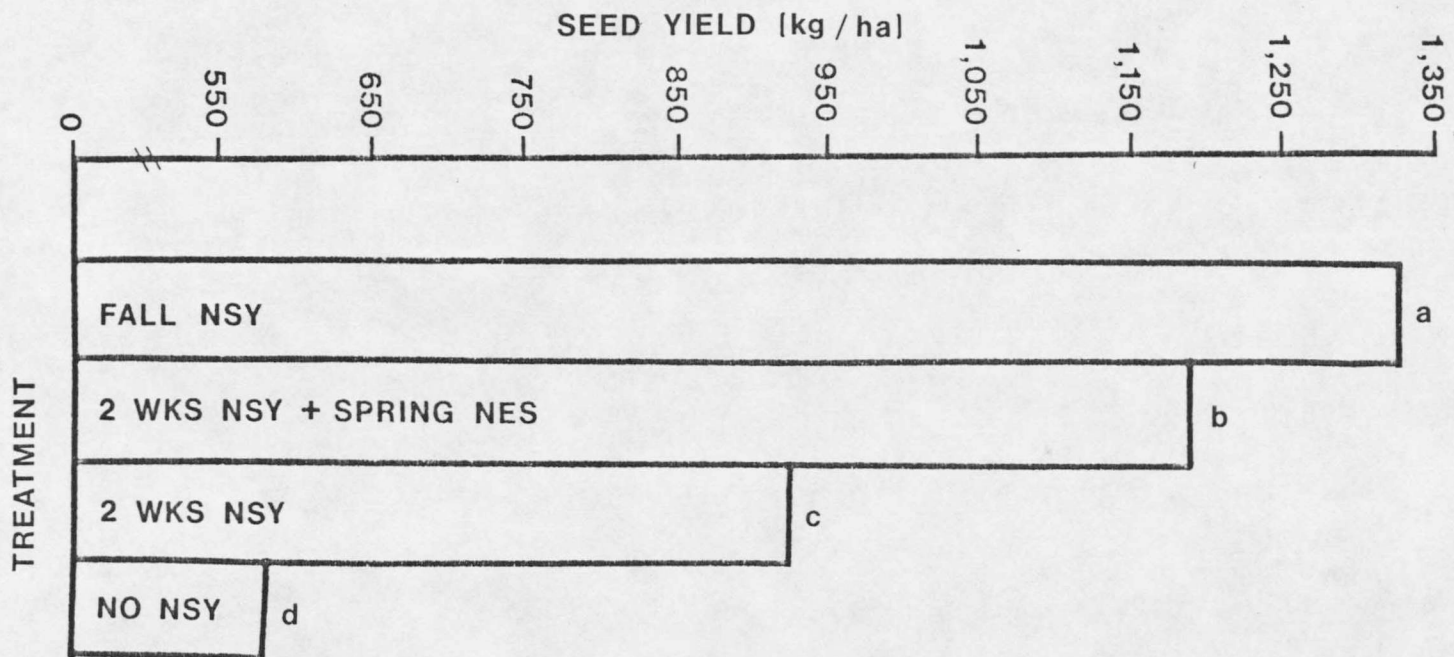 SEED YIELD [kg/ha]
0 550 650 750 850 950 1,050 1,150 1,250 1,350
TREATMENT
FALL NSY a
2 WKS NSY + SPRING NES b
2 WKS NSY c
NO NSY d